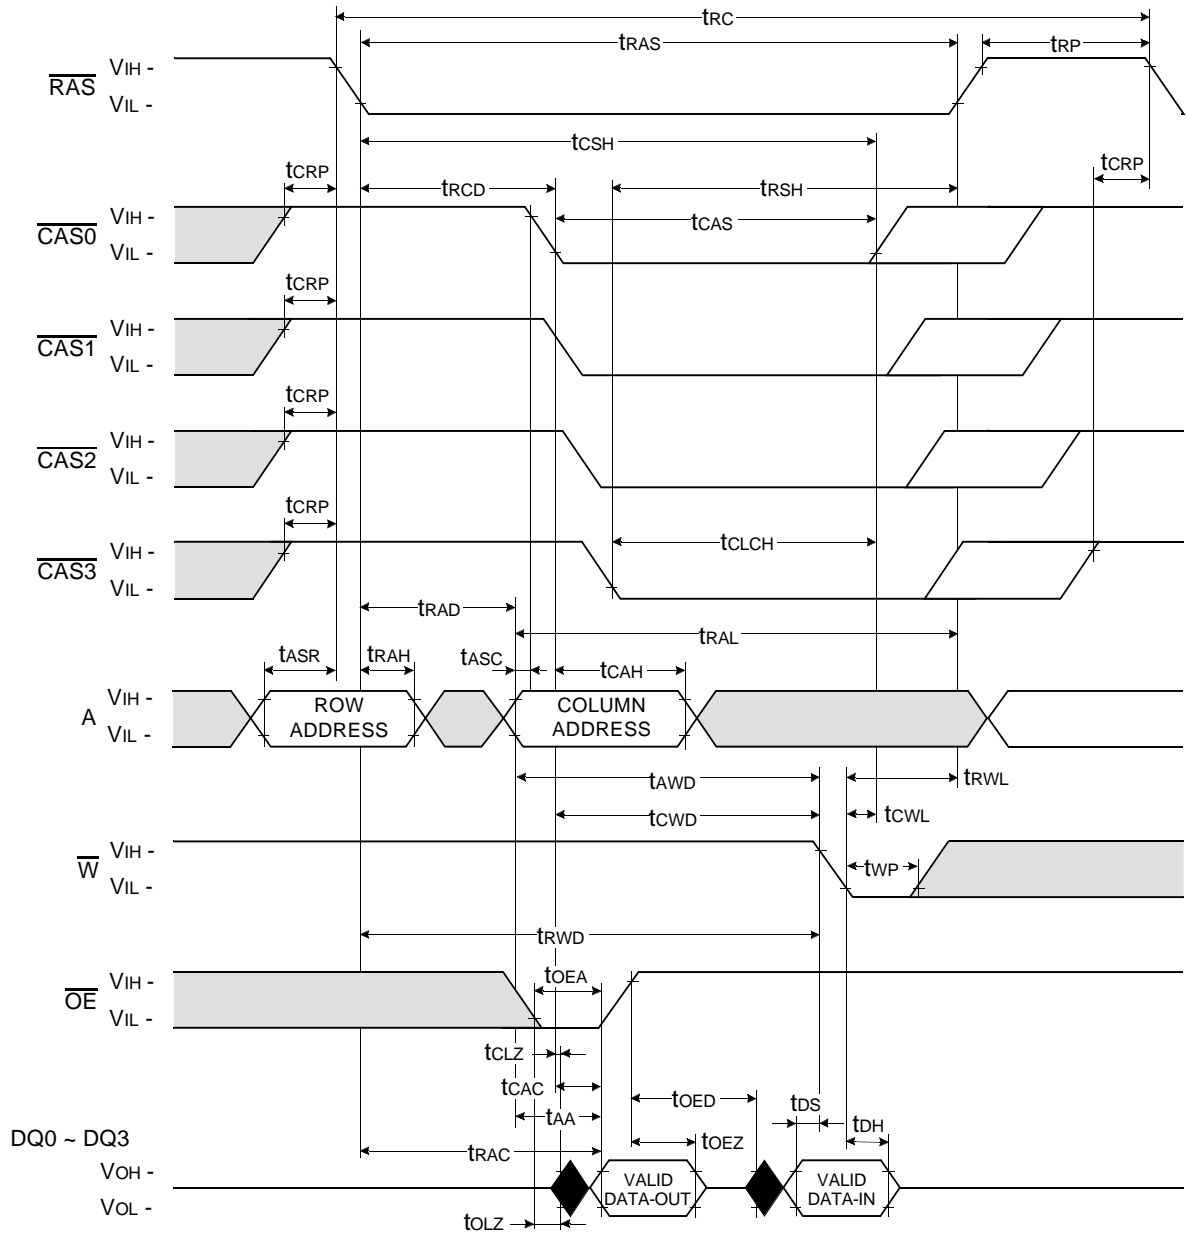 tRC
tRAS
tRP
RAS
VIH -
VIL -
tCSH
tCRP
tRCD
tRSH
tCRP
CAS0
VIH -
VIL -
tCAS
tCRP
CAS1
VIH -
VIL -
tCRP
CAS2
VIH -
VIL -
tCRP
CAS3
VIH -
VIL -
tCLCH
tRAD
tRAL
tASR
tRAH
tASC
tCAH
A
VIH -
VIL -
ROW
ADDRESS
COLUMN
ADDRESS
tAWD
tRWL
tCWD
tCWL
W
VIH -
VIL -
tWP
tRWD
OE
VIH -
VIL -
tOEA
tCLZ
tCAC
tOED
tDS
tAA
tDH
DQ0 ~ DQ3
tRAC
tOEZ
VOH -
VOL -
VALID
DATA-OUT
VALID
DATA-IN
tOLZ